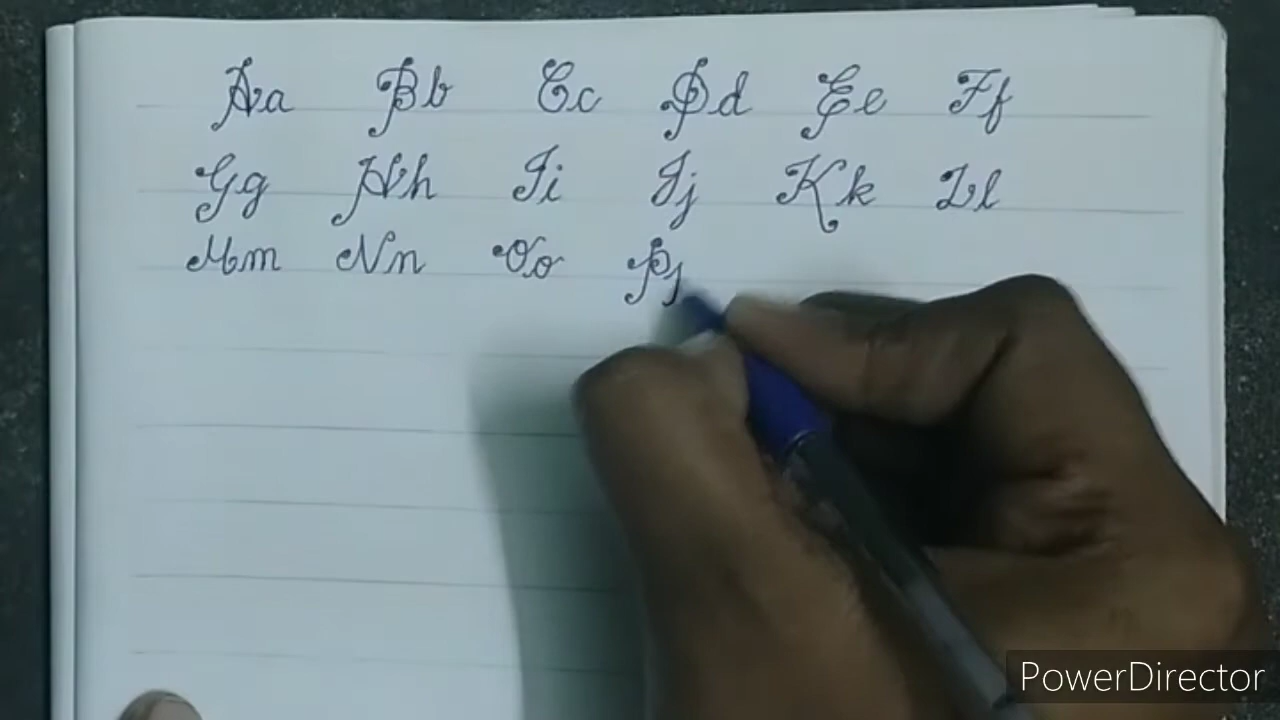 Aa Bb Cc Dd Ee Ff
Gg Hh Ii Jj Kk Ll
Mm Nn Oo P
PowerDirector